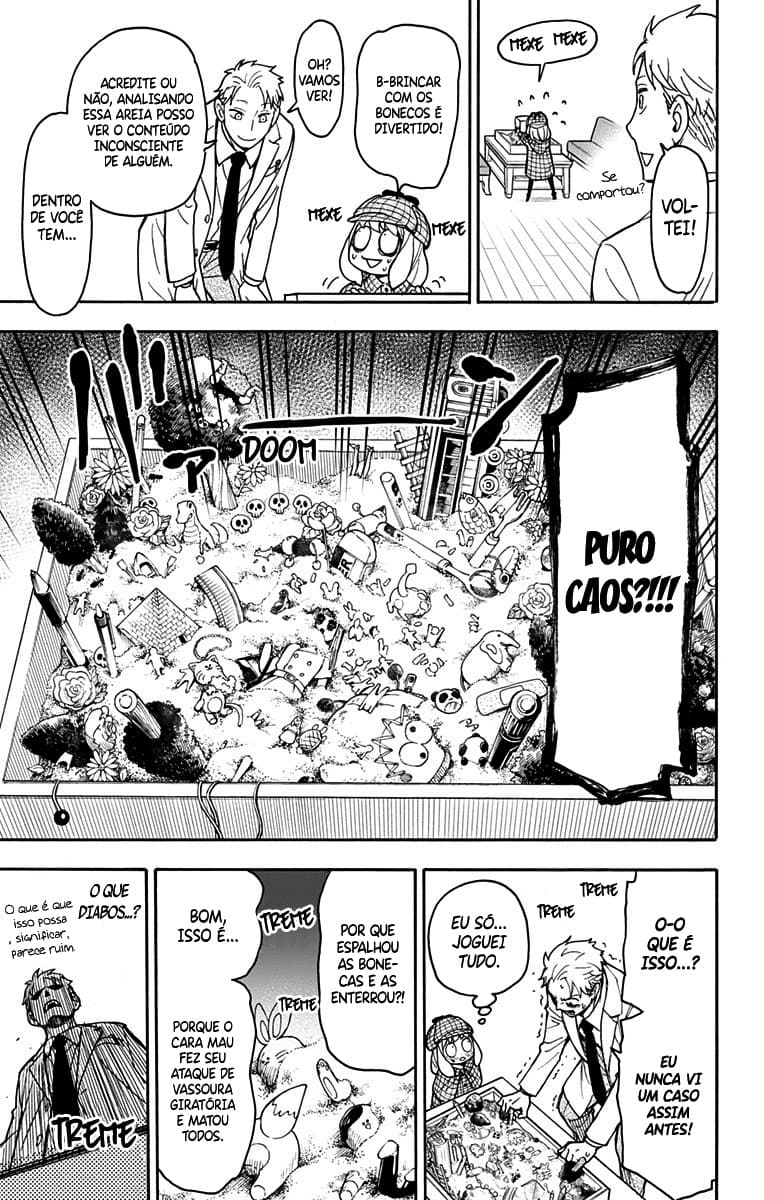 MEXE MEXE
Se
comportou?
VOL-
TEI!
B-BRINCAR
COM OS
BONECOS É
DIVERTIDO!
MEXE
MEXE
OH?
VAMOS
VER!
ACREDITE OU
NÃO, ANALISANDO
ESSA AREIA POSSO
VER O CONTEÚDO
INCONSCIENTE
DE ALGUÉM.
DENTRO
DE VOCÊ
TEM...
PURO
CAOS?!!!
DOOM
TREME
TREME
O-O
QUE É
ISSO...?
EU SÓ...
JOGUEI
TUDO.
EU
NUNCA VI
UM CASO
ASSIM
ANTES!
POR QUE
ESPALHOU
AS BONE-
CAS E AS
ENTERROU?!
TREME
TREME
BOM,
ISSO É...
PORQUE O
CARA MAU
FEZ SEU
ATAQUE DE
VASSOURA
GIRATÓRIA
E MATOU
TODOS.
O QUE
DIABOS...?
O que é que
isso possa
significar,
parece ruim.
TREME